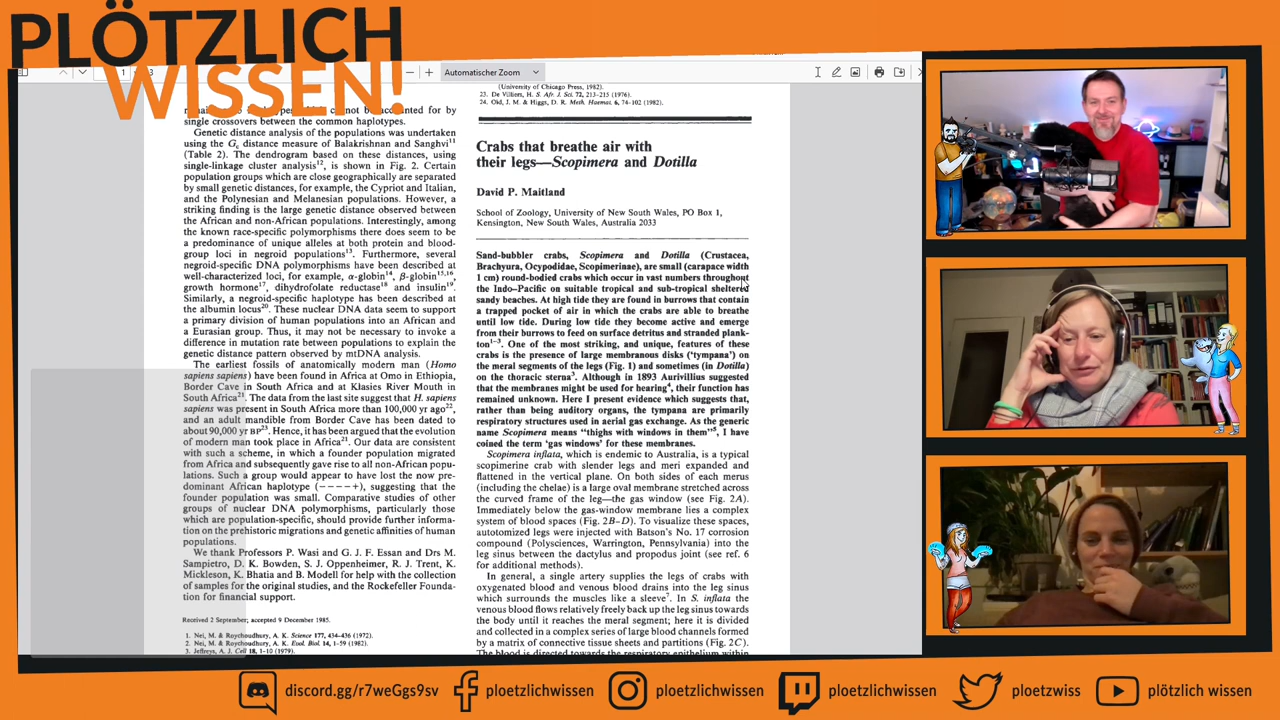 PLÖTZLICH
WISSEN!
1
Automatischer Zoom
single crossovers between the common haplotypes.
Genetic distance analysis of the populations was undertaken
using the G distance measure of Balakrishnan and Sanghvi11
(Table 2). The dendrogram based on these distances, using
single-linkage cluster analysis12, is shown in Fig. 2. Certain
population groups which are close geographically are separated
by small genetic distances, for example, the Cypriot and Italian,
and the Polynesian and Melanesian populations. However, a
striking finding is the large genetic distance observed between
the African and non-African populations. Interestingly, among
the known race-specific polymorphisms there does seem to be
a predominance of unique alleles at both protein and blood-
group loci in negroid populations13. Furthermore, several
negroid-specific DNA polymorphisms have been described at
well-characterized loci, for example, α-globin14, β-globin15,16,
growth hormone17, dihydrofolate reductase18 and insulin19.
Similarly, a negroid-specific haplotype has been described at
the albumin locus20. These nuclear DNA data seem to support
a primary division of human populations into an African and
a Eurasian group. Thus, it may not be necessary to invoke a
difference in mutation rate between populations to explain the
genetic distance pattern observed by mtDNA analysis.
The earliest fossils of anatomically modern man (Homo
sapiens sapiens) have been found in Africa at Omo in Ethiopia,
Border Cave in South Africa and at Klasies River Mouth in
South Africa21. The data from the last site suggest that H. sapiens
sapiens was present in South Africa more than 100,000 yr ago22,
and an adult mandible from Border Cave has been dated to
about 90,000 yr BP23. Hence, it has been argued that the evolution
of modern man took place in Africa21. Our data are consistent
with such a scheme, in which a founder population migrated
from Africa and subsequently gave rise to all non-African popu-
lations. Such a group would appear to have lost the now pre-
dominant African haplotype (----+), suggesting that the
founder population was small. Comparative studies of other
groups of nuclear DNA polymorphisms, particularly those
which are population-specific, should provide further informa-
tion on the prehistoric migrations and genetic affinities of human
populations.
We thank Professors P. Wasi and G. J. F. Essan and Drs M.
Sampietro, D. K. Bowden, S. J. Oppenheimer, R. J. Trent, K.
Mickleson, K. Bhatia and B. Modell for help with the collection
of samples for the original studies, and the Rockefeller Founda-
tion for financial support.
Received 2 September; accepted 9 December 1985.
1. Nei, M. & Roychoudhury, A. K. Science 177, 434-436 (1972).
2. Nei, M. & Roychoudhury, A. K. Evol. Biol. 14, 1-59 (1982).
3. Jeffreys, A. J. Cell 18, 1-10 (1979).
(University of Chicago Press, 1982).
23. De Villiers, H. S. Afr. J. Sci. 72, 213-215 (1976).
24. Old, J. M. & Higgs, D. R. Meth. Haemat. 6, 74-102 (1982).
Crabs that breathe air with
their legs—Scopimera and Dotilla
David P. Maitland
School of Zoology, University of New South Wales, PO Box 1,
Kensington, New South Wales, Australia 2033
Sand-bubbler crabs, Scopimera and Dotilla (Crustacea,
Brachyura, Ocypodidae, Scopimerinae), are small (carapace width
1 cm) round-bodied crabs which occur in vast numbers throughout
the Indo-Pacific on suitable tropical and sub-tropical sheltered
sandy beaches. At high tide they are found in burrows that contain
a trapped pocket of air in which the crabs are able to breathe
until low tide. During low tide they become active and emerge
from their burrows to feed on surface detritus and stranded plank-
ton1-3. One of the most striking, and unique, features of these
crabs is the presence of large membranous disks ('tympana') on
the meral segments of the legs (Fig. 1) and sometimes (in Dotilla)
on the thoracic sterna3. Although in 1893 Aurivillius suggested
that the membranes might be used for hearing4, their function has
remained unknown. Here I present evidence which suggests that,
rather than being auditory organs, the tympana are primarily
respiratory structures used in aerial gas exchange. As the generic
name Scopimera means "thighs with windows in them"5, I have
coined the term 'gas windows' for these membranes.
Scopimera inflata, which is endemic to Australia, is a typical
scopimerine crab with slender legs and meri expanded and
flattened in the vertical plane. On both sides of each merus
(including the chelae) is a large oval membrane stretched across
the curved frame of the leg—the gas window (see Fig. 2A).
Immediately below the gas-window membrane lies a complex
system of blood spaces (Fig. 2B-D). To visualize these spaces,
autotomized legs were injected with Batson's No. 17 corrosion
compound (Polysciences, Warrington, Pennsylvania) into the
leg sinus between the dactylus and propodus joint (see ref. 6
for additional methods).
In general, a single artery supplies the legs of crabs with
oxygenated blood and venous blood drains into the leg sinus
which surrounds the muscles like a sleeve7. In S. inflata the
venous blood flows relatively freely back up the leg sinus towards
the body until it reaches the meral segment; here it is divided
and collected in a complex series of large blood channels formed
by a matrix of connective tissue sheets and partitions (Fig. 2C).
The blood is directed towards the respiratory epithelium within
discord.gg/r7weGgs9sv
ploetzlichwissen
ploetzlichwissen
ploetzlichwissen
ploetzwiss
plötzlich wissen